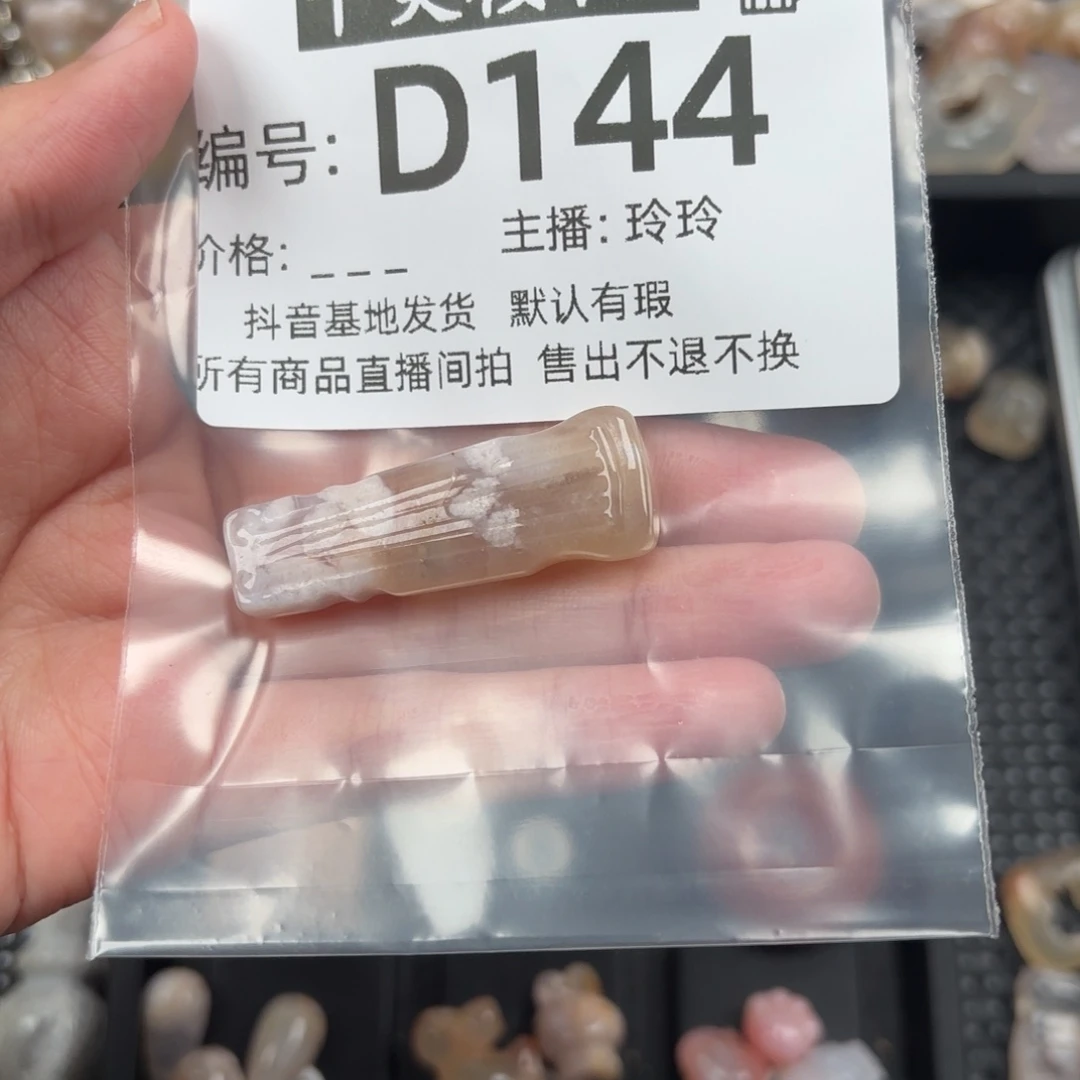 D144
编号:
主播: 玲玲
价格: _ _ _
抖音基地发货 默认有瑕
所有商品直播间拍 售出不退不换